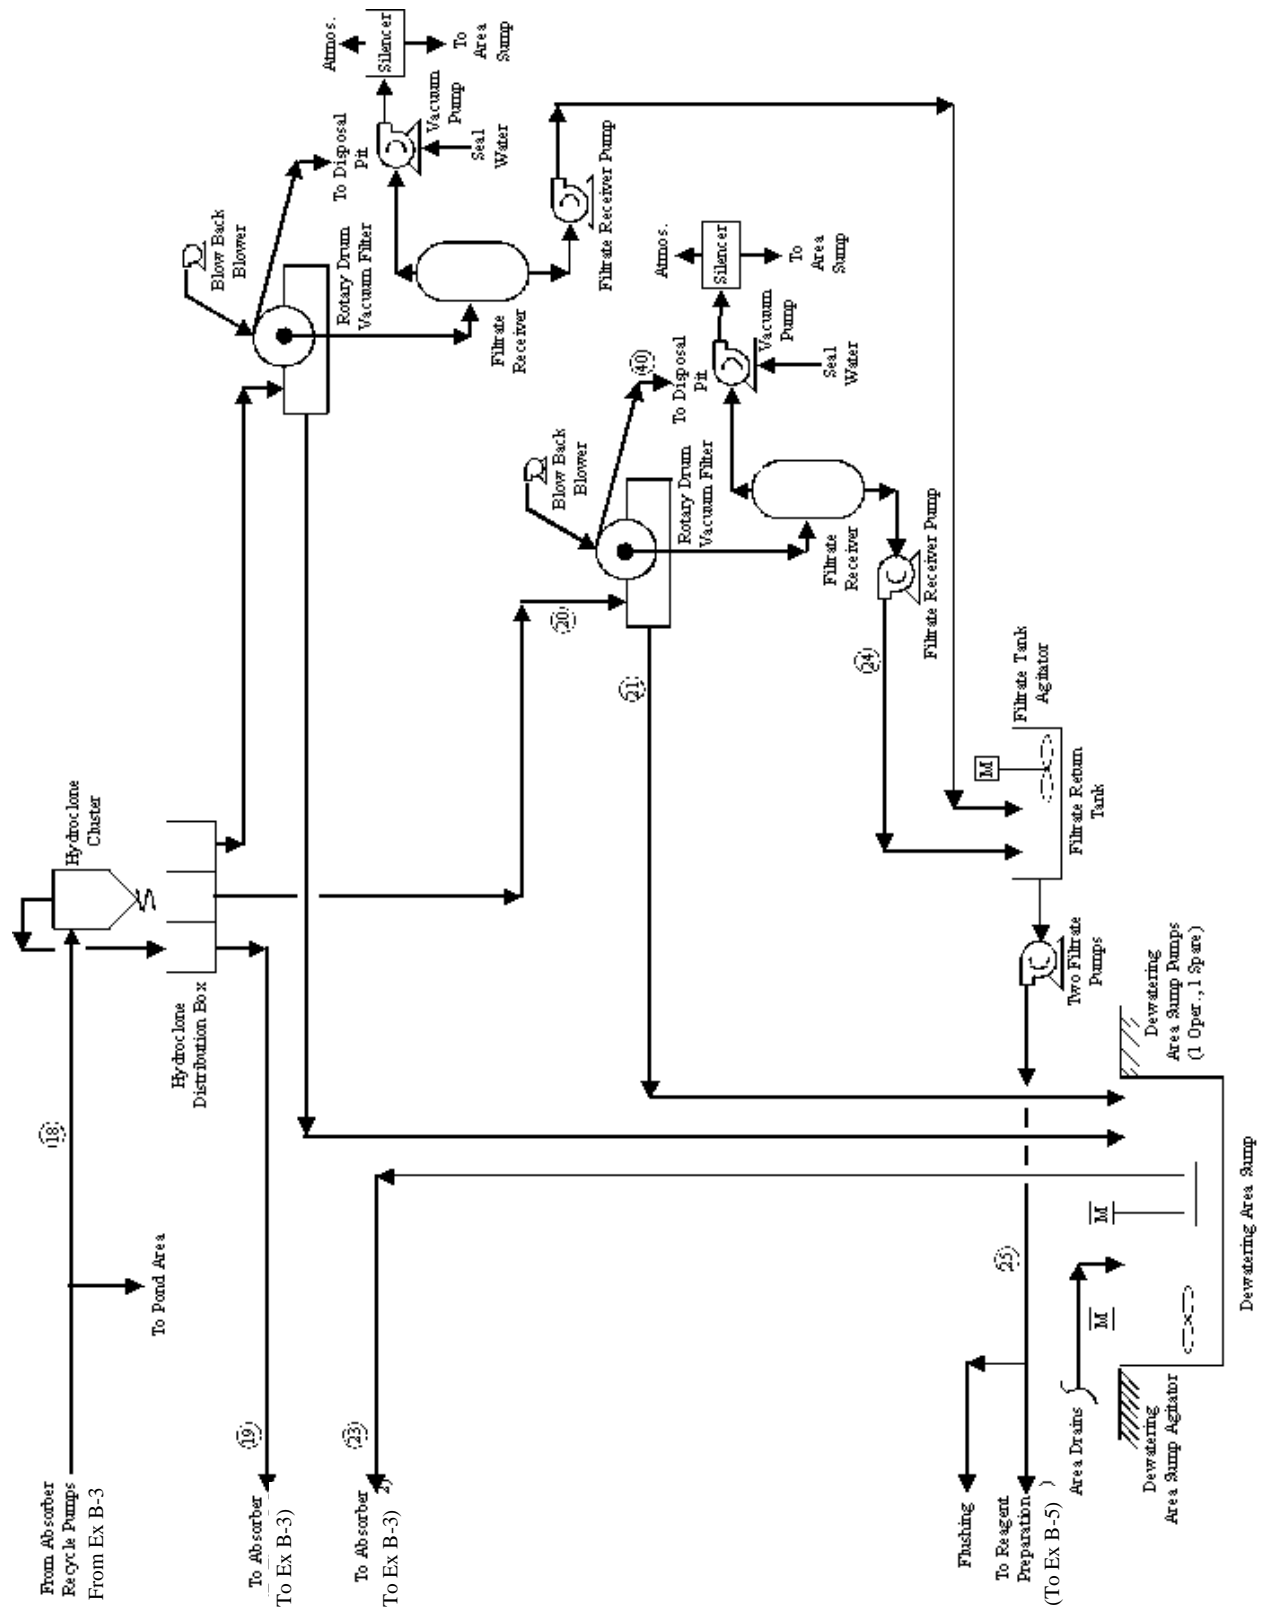 From Absorber
Recycle Pumps
From Ex B-3
18
To Pond Area
Hydroclone
Cluster
Hydroclone
Distribution Box
19
To Absorber
To Ex B-3)
23
To Absorber
To Ex B-3)
2)
Blow Back
Blower
Rotary Drum
Vacuum Filter
To Disposal
Pit
Filtrate
Receiver
Vacuum
Pump
Seal
Water
Silencer
Atmos.
To
Area
Sump
Filtrate Receiver Pump
20
21
Blow Back
Blower
Rotary Drum
Vacuum Filter
40
To Disposal
Pit
Filtrate
Receiver
Vacuum
Pump
Seal
Water
Silencer
Atmos.
To
Area
Sump
Filtrate Receiver Pump
24
Filtrate Tank
Agitator
M
Filtrate Return
Tank
Two Filtrate
Pumps
25
Flushing
To Reagent
Preparation
(To Ex B-5)
)
Area Drains
M
M
Dewatering
Area Sump Agitator
Dewatering
Area Sump Pumps
(1 Oper., 1 Spare)
Dewatering Area Sump